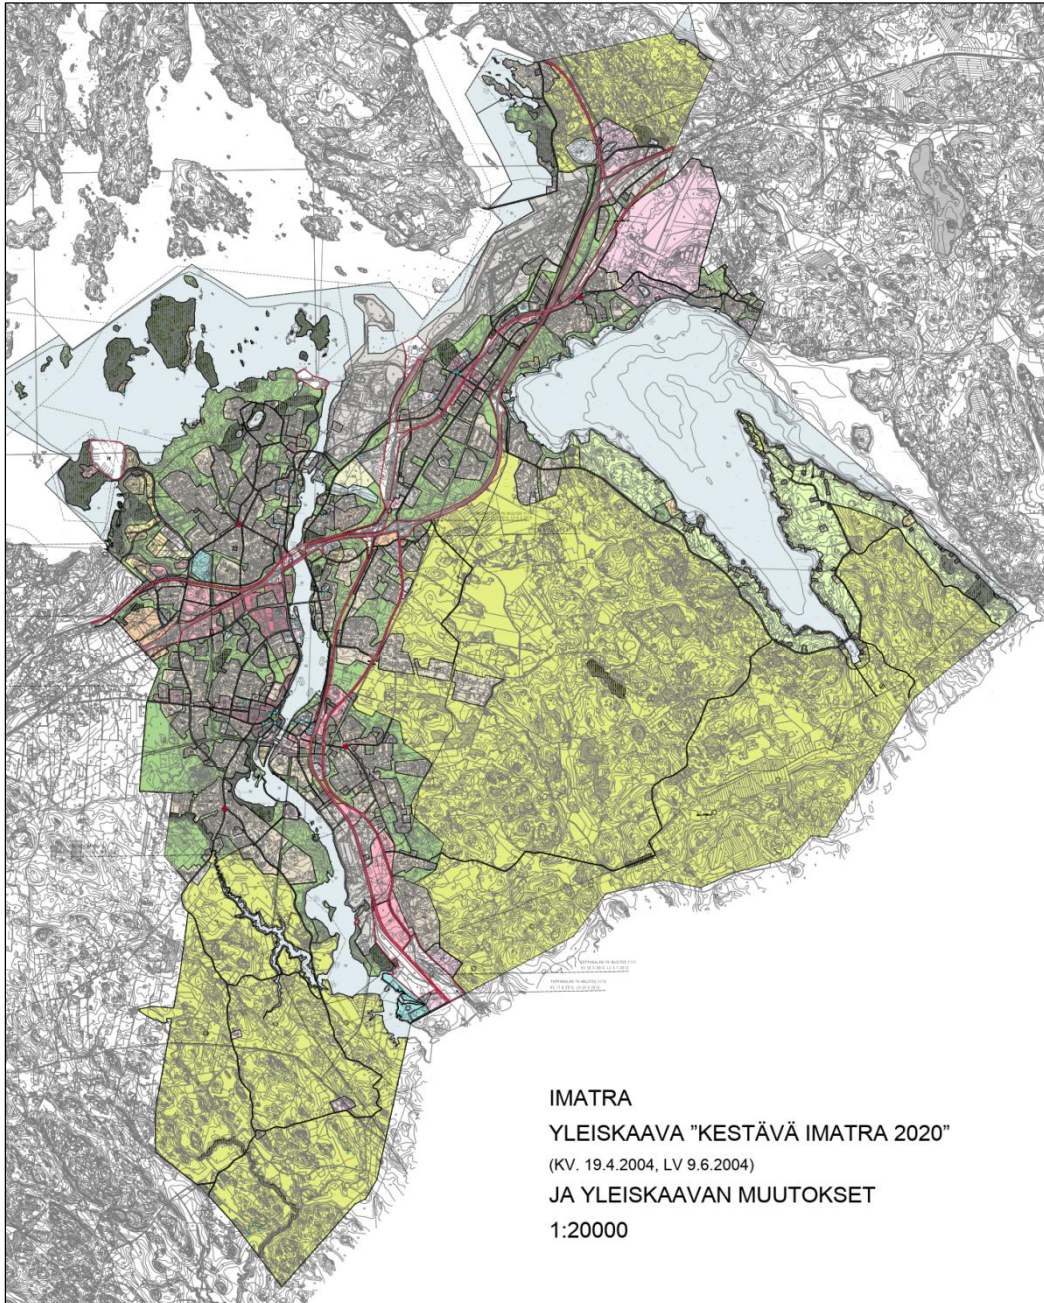 IMATRA
YLEISKAAVA "KESTÄVÄ IMATRA 2020"
(KV. 19.4.2004, LV 9.6.2004)
JA YLEISKAAVAN MUUTOKSET
1:20000